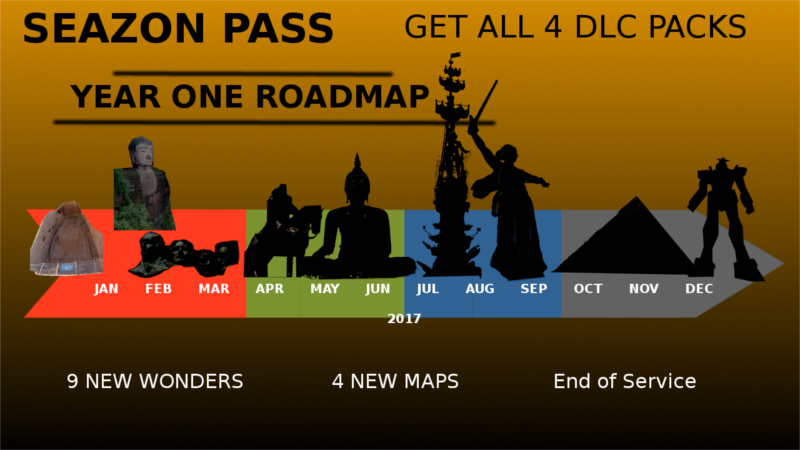 SEAZON PASS
GET ALL 4 DLC PACKS
YEAR ONE ROADMAP
JAN FEB MAR APR MAY JUN JUL AUG SEP OCT NOV DEC
2017
9 NEW WONDERS
4 NEW MAPS
End of Service